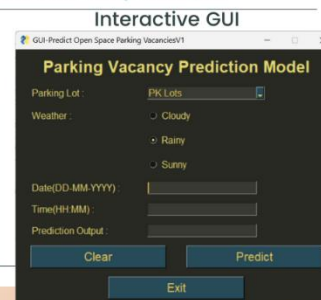 Interactive GUI
GUI-Predict Open Space Parking VacanciesV1
Parking Vacancy Prediction Model
Parking Lot : PK Lots
Weather : Cloudy
Rainy
Sunny
Date(DD-MM-YYYY) :
Time(HH:MM) :
Prediction Output :
Clear Predict
Exit